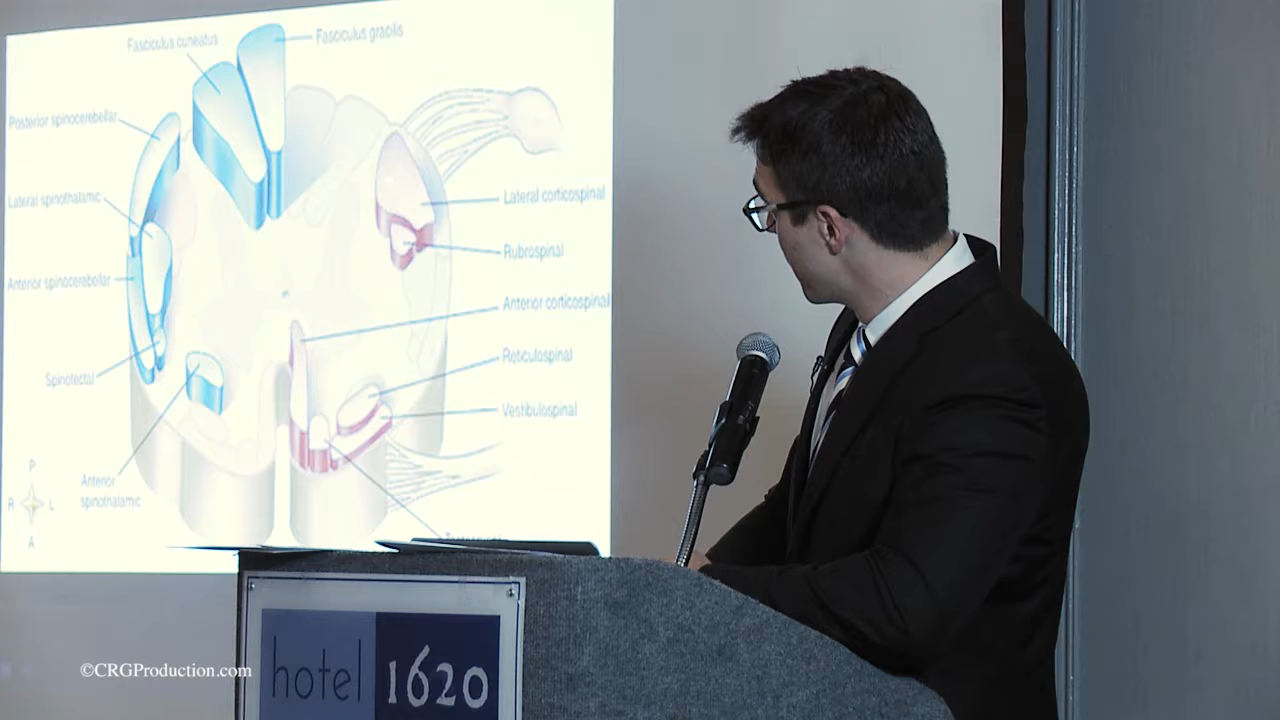 Fasciculus cuneatus
Fasciculus gracilis
Posterior spinocerebellar
Lateral spinothalamic
Anterior spinocerebellar
Spinotectal
Anterior
spinothalamic
Lateral corticospinal
Rubrospinal
Anterior corticospinal
Reticulospinal
Vestibulospinal
P
R L
A
hotel 1620
©CRGProduction.com